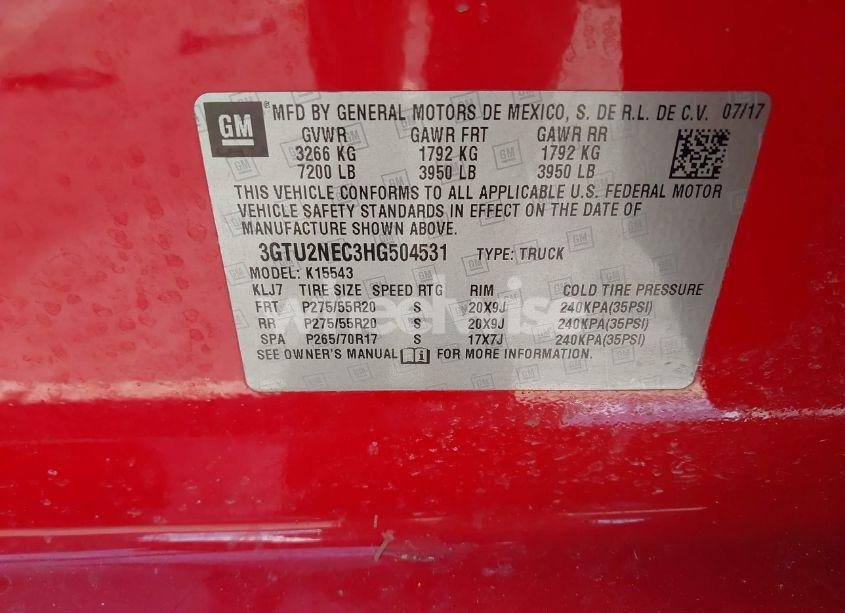 GM ® MFD BY GENERAL MOTORS DE MEXICO, S. DE R.L. DE C.V. 07/17
GVWR GAWR FRT GAWR RR
3266 KG 1792 KG 1792 KG
7200 LB 3950 LB 3950 LB
THIS VEHICLE CONFORMS TO ALL APPLICABLE U.S. FEDERAL MOTOR
VEHICLE SAFETY STANDARDS IN EFFECT ON THE DATE OF
MANUFACTURE SHOWN ABOVE.
3GTU2NEC3HG504531 TYPE: TRUCK
MODEL: K15543
KLJ7 TIRE SIZE SPEED RTG RIM COLD TIRE PRESSURE
FRT P275/55R20 S 20X9J 240KPA(35PSI)
RR P275/55R20 S 20X9J 240KPA(35PSI)
SPA P265/70R17 S 17X7J 240KPA(35PSI)
SEE OWNER'S MANUAL FOR MORE INFORMATION.
wheelwise